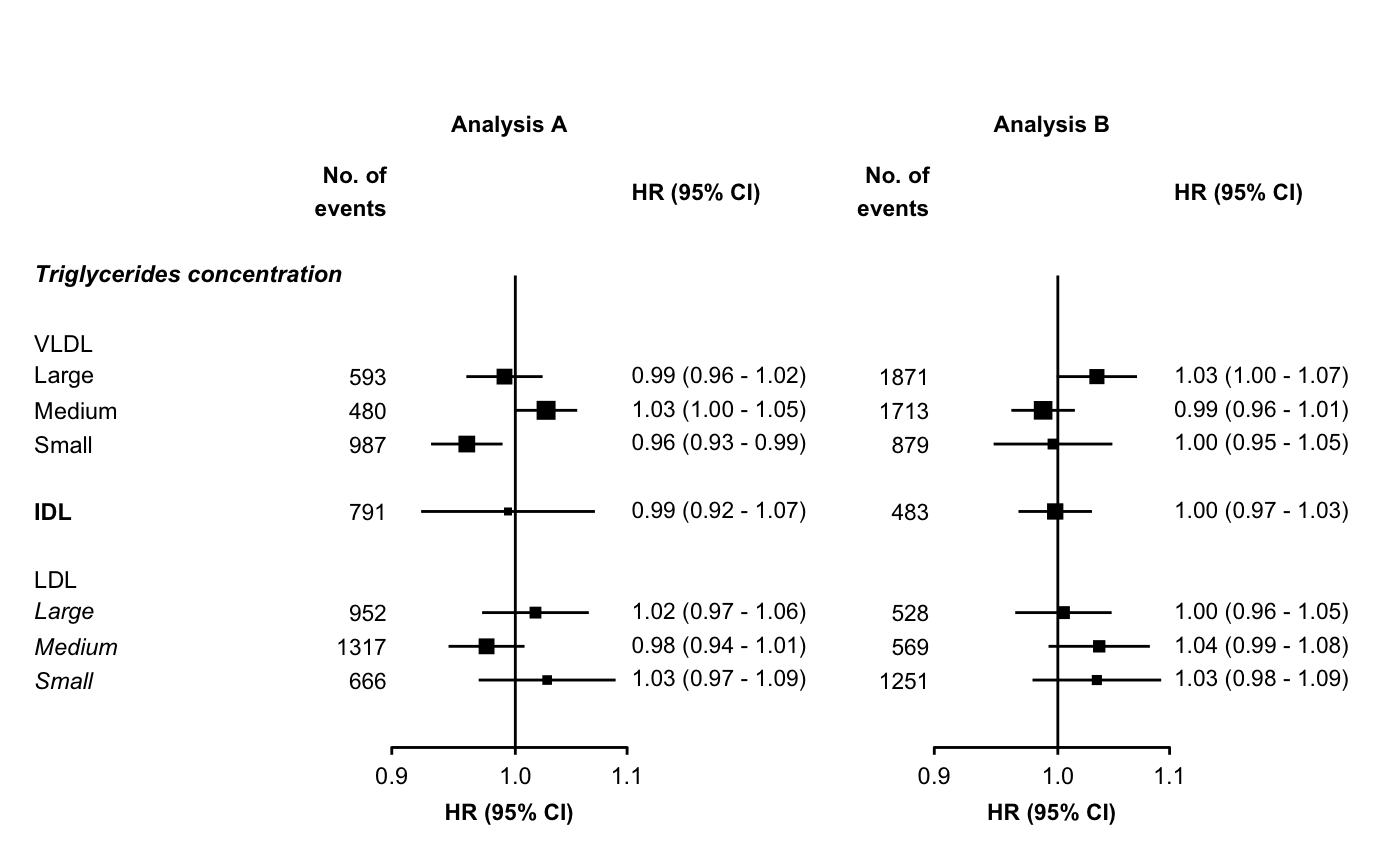 Analysis A Analysis B
No. of No. of
HR (95% CI) HR (95% CI)
events events
Triglycerides concentration
VLDL
Large 593 0.99 (0.96 - 1.02) 1871 1.03 (1.00 - 1.07)
Medium 480 1.03 (1.00 - 1.05) 1713 0.99 (0.96 - 1.01)
Small 987 0.96 (0.93 - 0.99) 879 1.00 (0.95 - 1.05)
IDL 791 0.99 (0.92 - 1.07) 483 1.00 (0.97 - 1.03)
LDL
Large 952 1.02 (0.97 - 1.06) 528 1.00 (0.96 - 1.05)
Medium 1317 0.98 (0.94 - 1.01) 569 1.04 (0.99 - 1.08)
Small 666 1.03 (0.97 - 1.09) 1251 1.03 (0.98 - 1.09)
0.9 1.0 1.1 0.9 1.0 1.1
HR (95% CI) HR (95% CI)